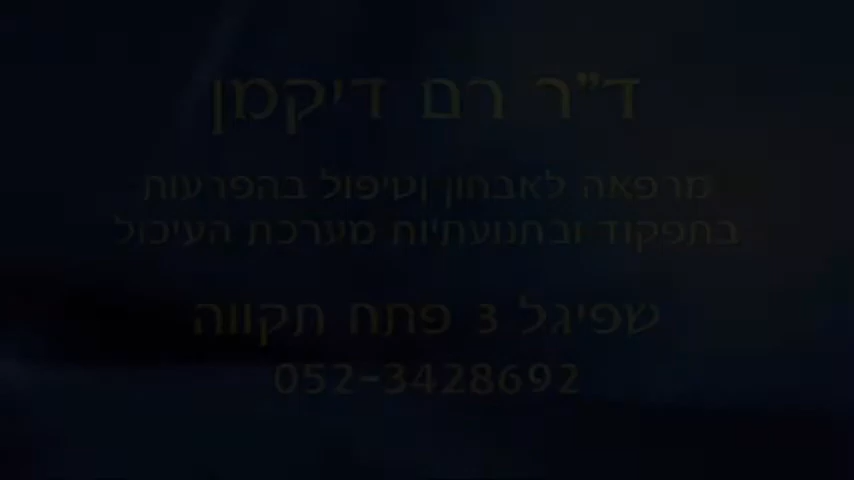 ד"ר רם דיקמן
מרפאה לאבחון וטיפול בהפרעות
בתפקוד ובתנועתיות מערכת העיכול
שפיגל 3 פתח תקווה
052-3428692